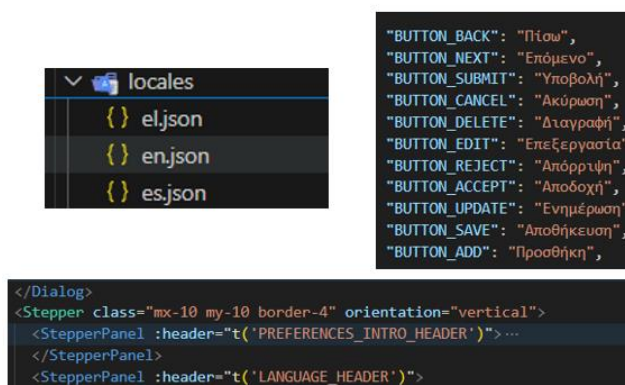 locales
{} el.json
{} en.json
{} es.json
"BUTTON_BACK": "Πίσω",
"BUTTON_NEXT": "Επόμενο",
"BUTTON_SUBMIT": "Υποβολή",
"BUTTON_CANCEL": "Ακύρωση",
"BUTTON_DELETE": "Διαγραφή",
"BUTTON_EDIT": "Επεξεργασία"
"BUTTON_REJECT": "Απόρριψη",
"BUTTON_ACCEPT": "Αποδοχή",
"BUTTON_UPDATE": "Ενημέρωση"
"BUTTON_SAVE": "Αποθήκευση",
"BUTTON_ADD": "Προσθήκη",
</Dialog>
<Stepper class="mx-10 my-10 border-4" orientation="vertical">
<StepperPanel :header="t('PREFERENCES_INTRO_HEADER')">...
</StepperPanel>
<StepperPanel :header="t('LANGUAGE_HEADER')">